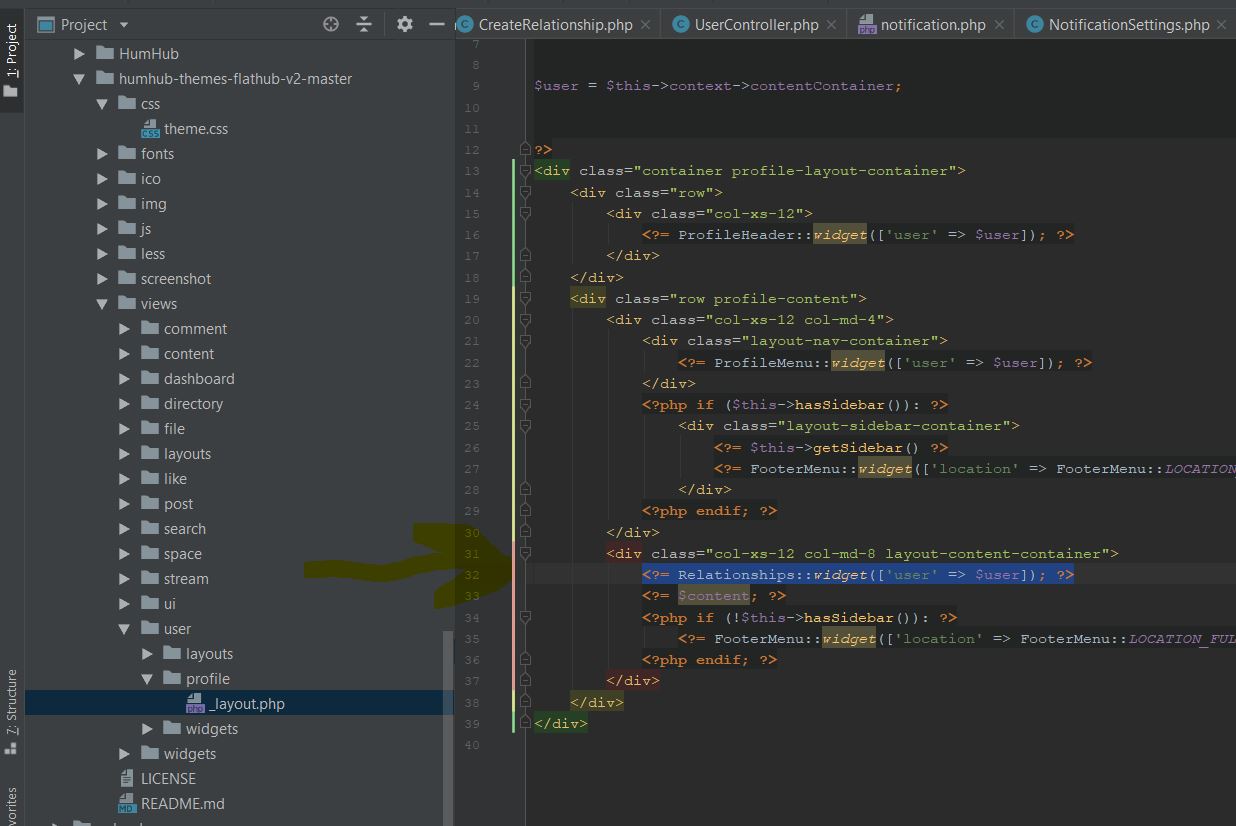 Project
CreateRelationship.php
UserController.php
notification.php
NotificationSettings.php
1: Project
HumHub
humhub-themes-flathub-v2-master
css
theme.css
fonts
ico
img
js
less
screenshot
views
comment
content
dashboard
directory
file
layouts
like
post
search
space
stream
ui
user
layouts
profile
_layout.php
widgets
widgets
LICENSE
README.md
7: Structure
7
8
9 $user = $this->context->contentContainer;
10
11
12 ?>
13 <div class="container profile-layout-container">
14 <div class="row">
15 <div class="col-xs-12">
16 <?= ProfileHeader::widget(['user' => $user]); ?>
17 </div>
18 </div>
19 <div class="row profile-content">
20 <div class="col-xs-12 col-md-4">
21 <div class="layout-nav-container">
22 <?= ProfileMenu::widget(['user' => $user]); ?>
23 </div>
24 <?php if ($this->hasSidebar()): ?>
25 <div class="layout-sidebar-container">
26 <?= $this->getSidebar() ?>
27 <?= FooterMenu::widget(['location' => FooterMenu::LOCATION_
28 </div>
29 <?php endif; ?>
30 </div>
31 <div class="col-xs-12 col-md-8 layout-content-container">
32 <?= Relationships::widget(['user' => $user]); ?>
33 <?= $content; ?>
34 <?php if (!$this->hasSidebar()): ?>
35 <?= FooterMenu::widget(['location' => FooterMenu::LOCATION_FUL
36 <?php endif; ?>
37 </div>
38 </div>
39 </div>
40